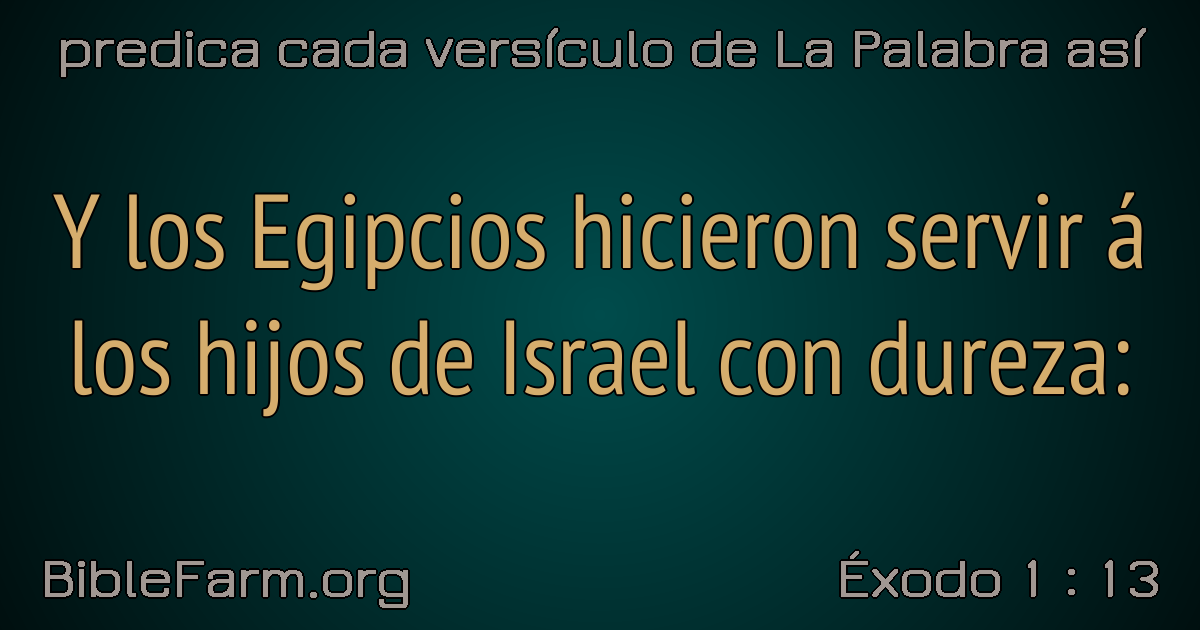 predica cada versículo de La Palabra así
Y los Egipcios hicieron servir á
los hijos de Israel con dureza:
BibleFarm.org
Éxodo 1 : 13